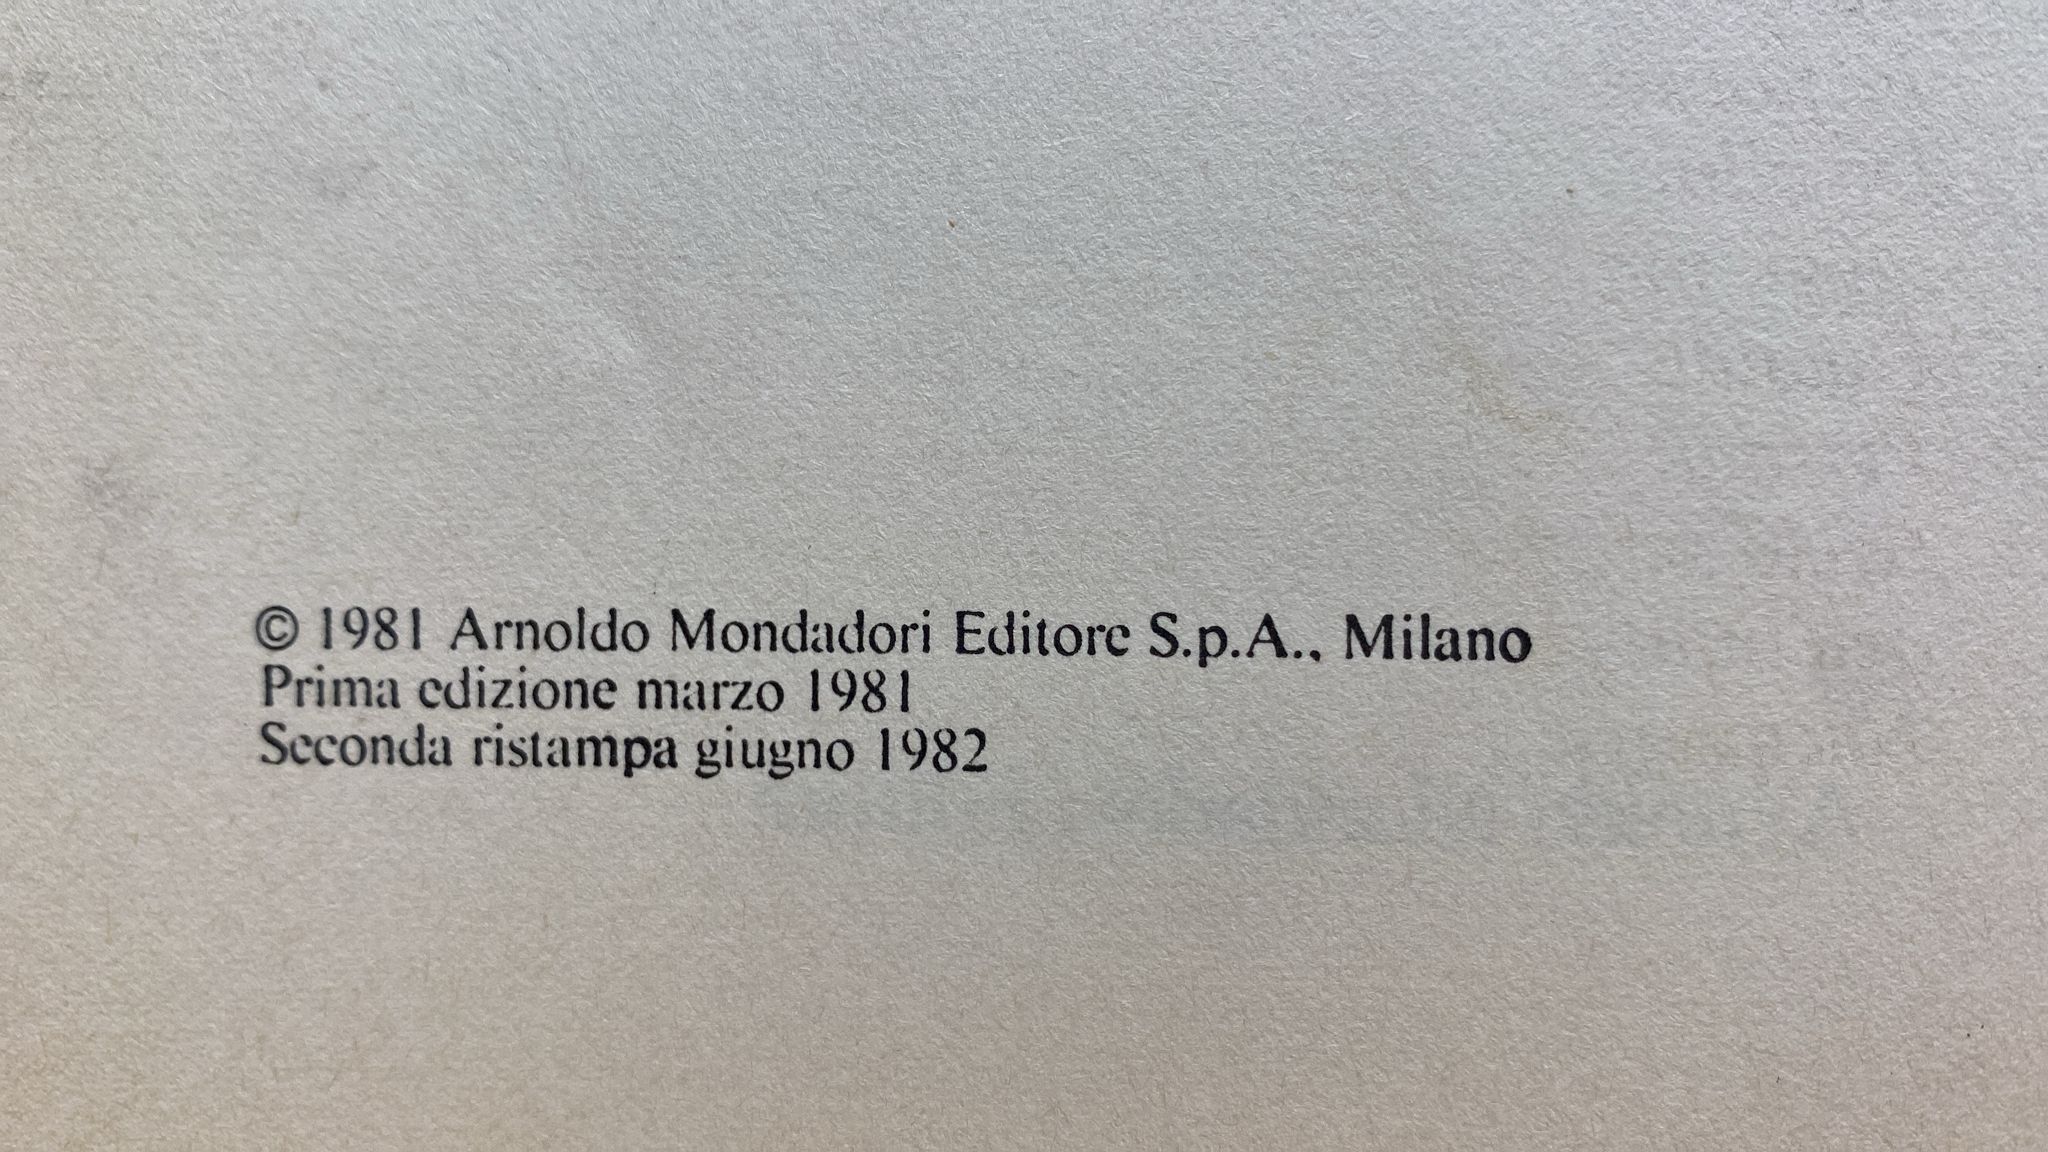 © 1981 Arnoldo Mondadori Editore S.p.A., Milano
Prima edizione marzo 1981
Seconda ristampa giugno 1982